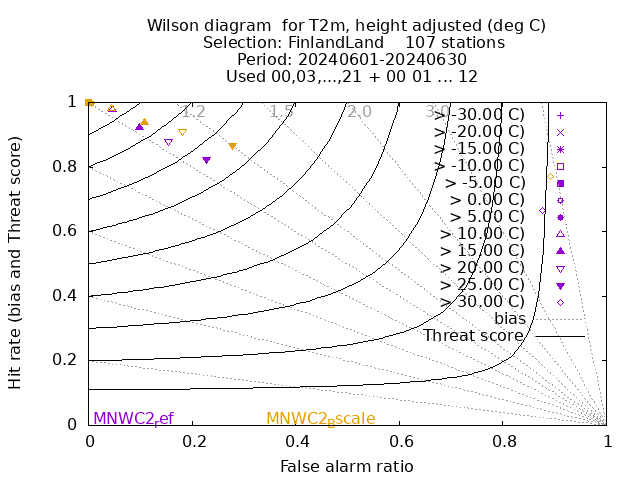 Wilson diagram  for T2m, height adjusted (deg C)
Selection: FinlandLand    107 stations
Period: 20240601-20240630
Used 00,03,...,21 + 00 01 ... 12
Hit rate (bias and Threat score)
1
0.8
0.6
0.4
0.2
0
1.2
1.5
2.0
3.0
> -30.00 C)
> -20.00 C)
> -15.00 C)
> -10.00 C)
> -5.00 C)
> 0.00 C)
> 5.00 C)
> 10.00 C)
> 15.00 C)
> 20.00 C)
> 25.00 C)
> 30.00 C)
bias
Threat score
MNWC2ref
MNWC2Bscale
0 0.2 0.4 0.6 0.8 1
False alarm ratio